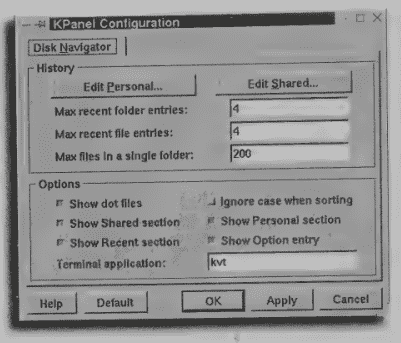 KPanel Configuration
Disk Navigator
History
Edit Personal... Edit Shared...
Max recent folder entries: 4
Max recent file entries: 4
Max files in a single folder: 200
Options
Show dot files Ignore case when sorting
Show Shared section Show Personal section
Show Recent section Show Option entry
Terminal application: kvt
Help Default OK Apply Cancel